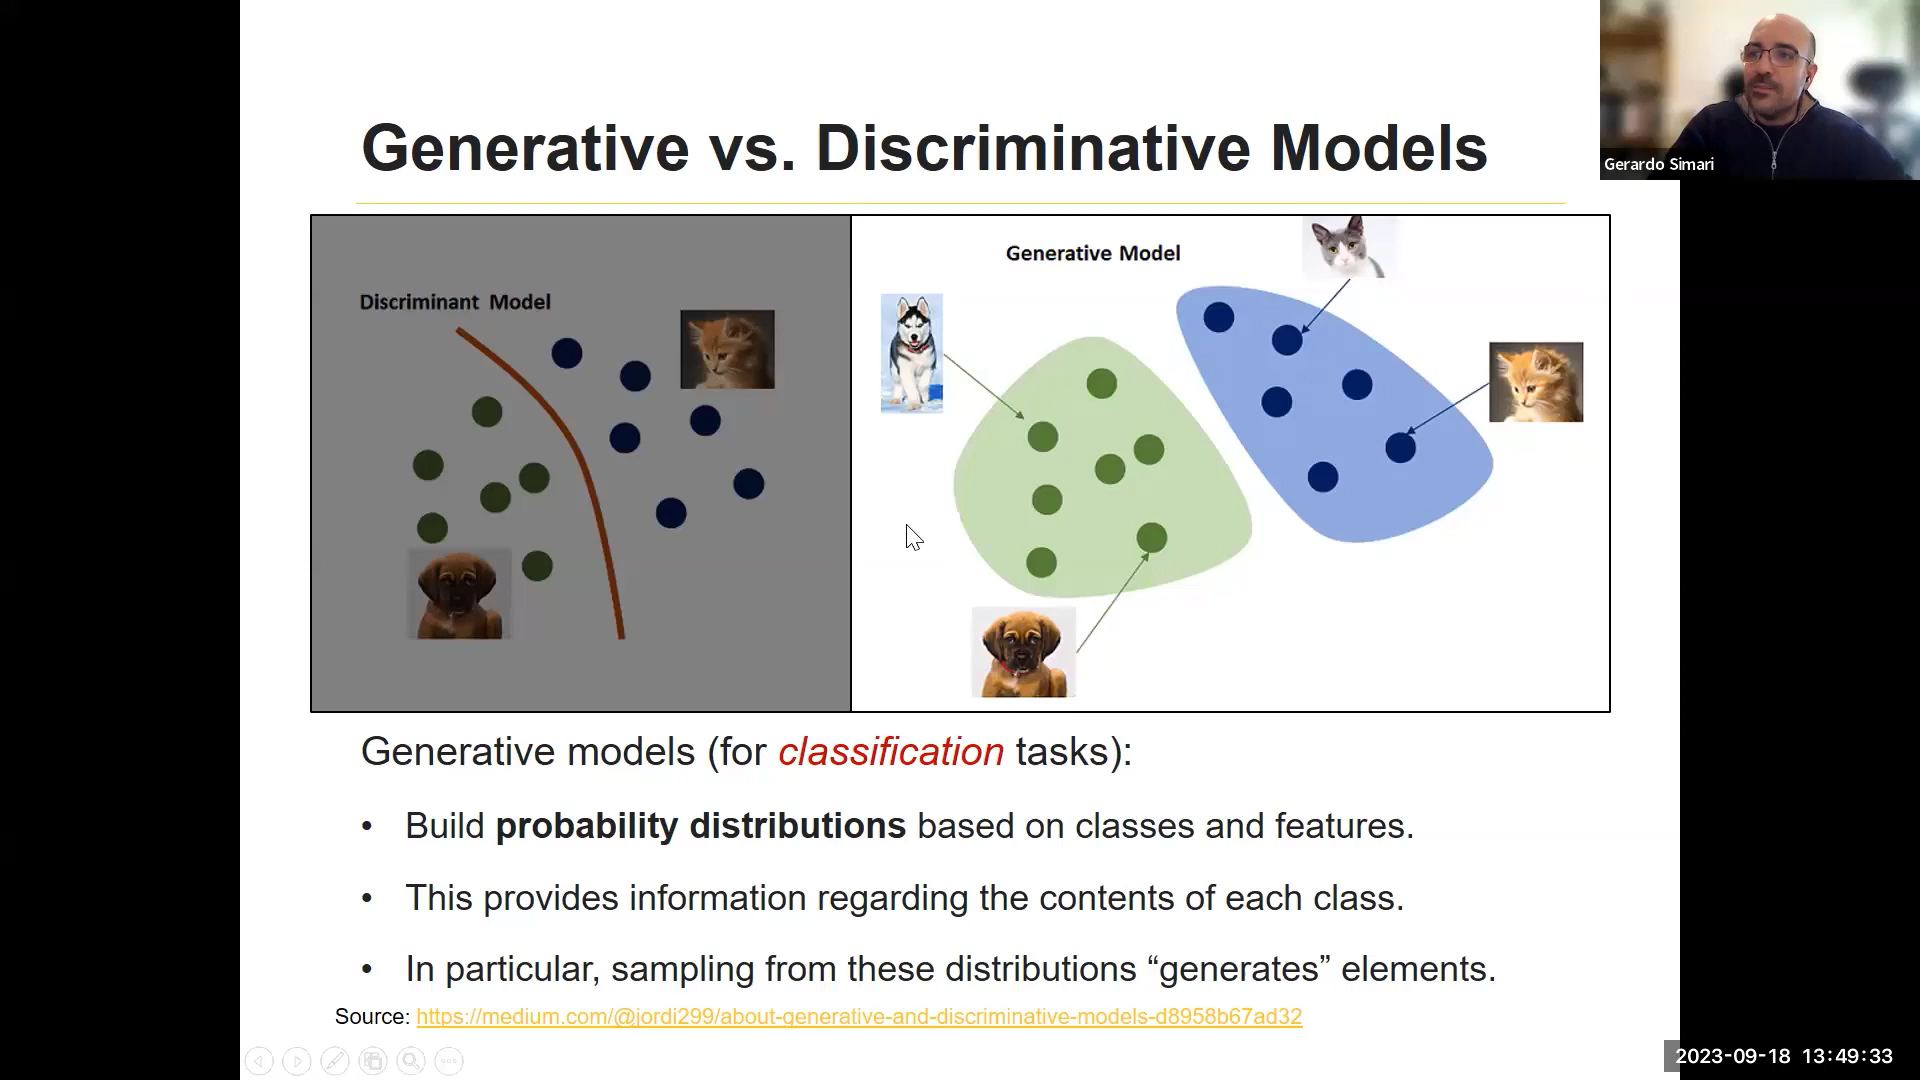 Generative vs. Discriminative Models
Gerardo Simari
Discriminant Model
Generative Model
Generative models (for classification tasks):
• Build probability distributions based on classes and features.
• This provides information regarding the contents of each class.
• In particular, sampling from these distributions “generates” elements.
Source: https://medium.com/@jordi299/about-generative-and-discriminative-models-d8958b67ad32
2023-09-18 13:49:33